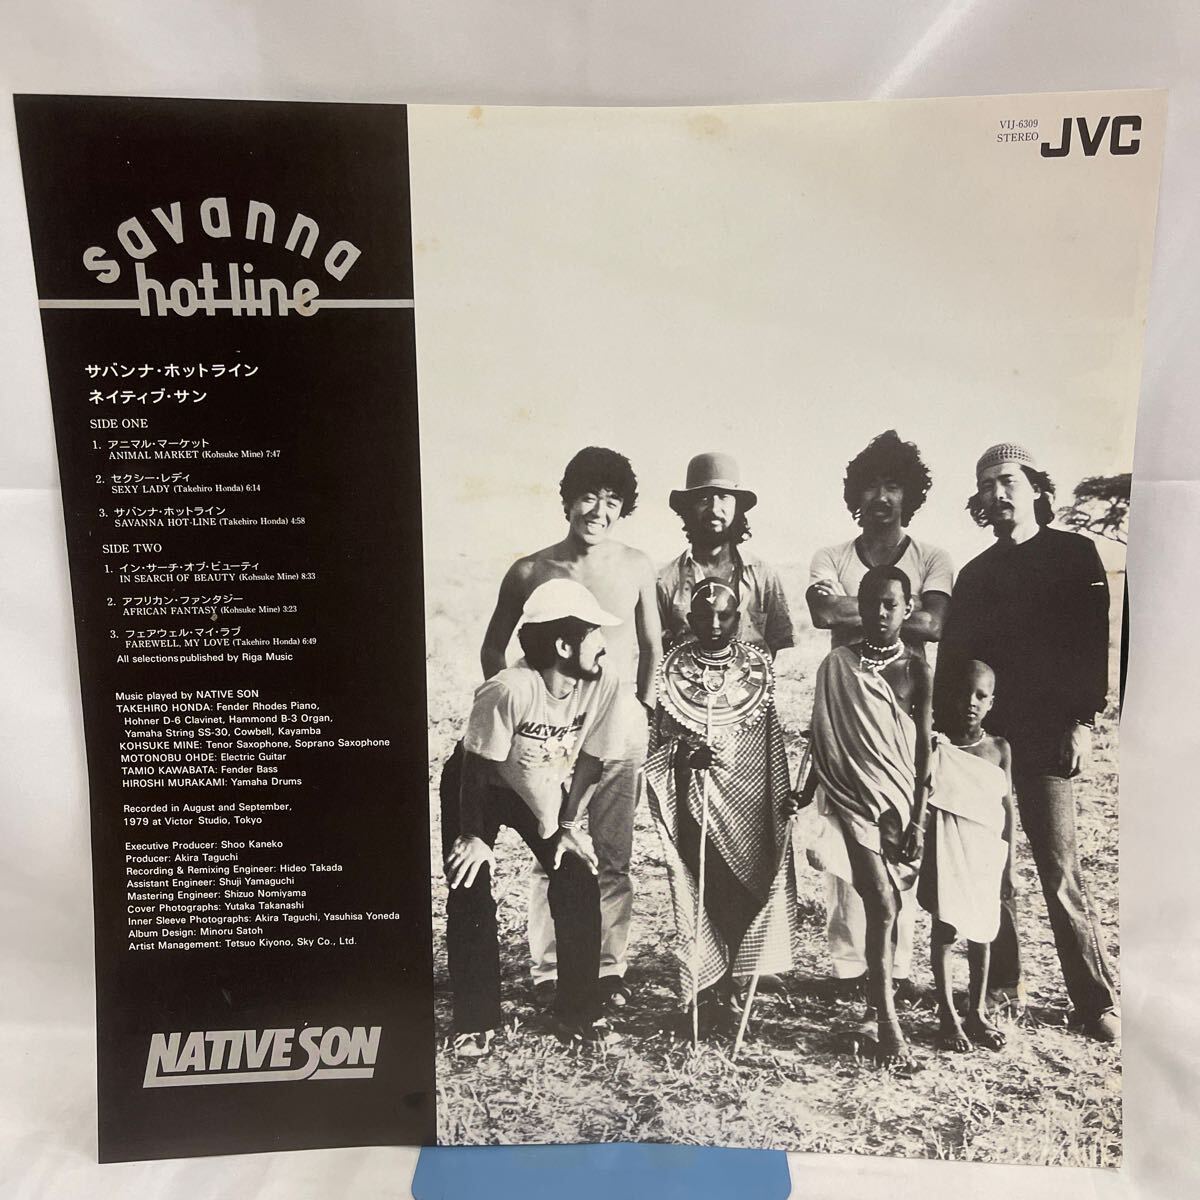 VIJ-6309
STEREO
JVC
savanna
hot line
サバンナ・ホットライン
ネイティブ・サン
SIDE ONE
1. アニマル・マーケット
ANIMAL MARKET (Kohsuke Mine) 7:47
2. セクシー・レディ
SEXY LADY (Takehiro Honda) 6:14
3. サバンナ・ホットライン
SAVANNA HOT-LINE (Takehiro Honda) 4:58
SIDE TWO
1. イン・サーチ・オブ・ビューティ
IN SEARCH OF BEAUTY (Kohsuke Mine) 8:33
2. アフリカン・ファンタジー
AFRICAN FANTASY (Kohsuke Mine) 3:23
3. フェアウェル・マイ・ラブ
FAREWELL, MY LOVE (Takehiro Honda) 6:49
All selections published by Riga Music
Music played by NATIVE SON
TAKEHIRO HONDA: Fender Rhodes Piano,
Hohner D-6 Clavinet, Hammond B-3 Organ,
Yamaha String SS-30, Cowbell, Kayamba
KOHSUKE MINE: Tenor Saxophone, Soprano Saxophone
MOTONOBU OHDE: Electric Guitar
TAMIO KAWABATA: Fender Bass
HIROSHI MURAKAMI: Yamaha Drums
Recorded in August and September,
1979 at Victor Studio, Tokyo
Executive Producer: Shoo Kaneko
Producer: Akira Taguchi
Recording & Remixing Engineer: Hideo Takada
Assistant Engineer: Shuji Yamaguchi
Mastering Engineer: Shizuo Nomiyama
Cover Photographs: Yutaka Takanashi
Inner Sleeve Photographs: Akira Taguchi, Yasuhisa Yoneda
Album Design: Minoru Satoh
Artist Management: Tetsuo Kiyono, Sky Co., Ltd.
NATIVE SON
NATIVE